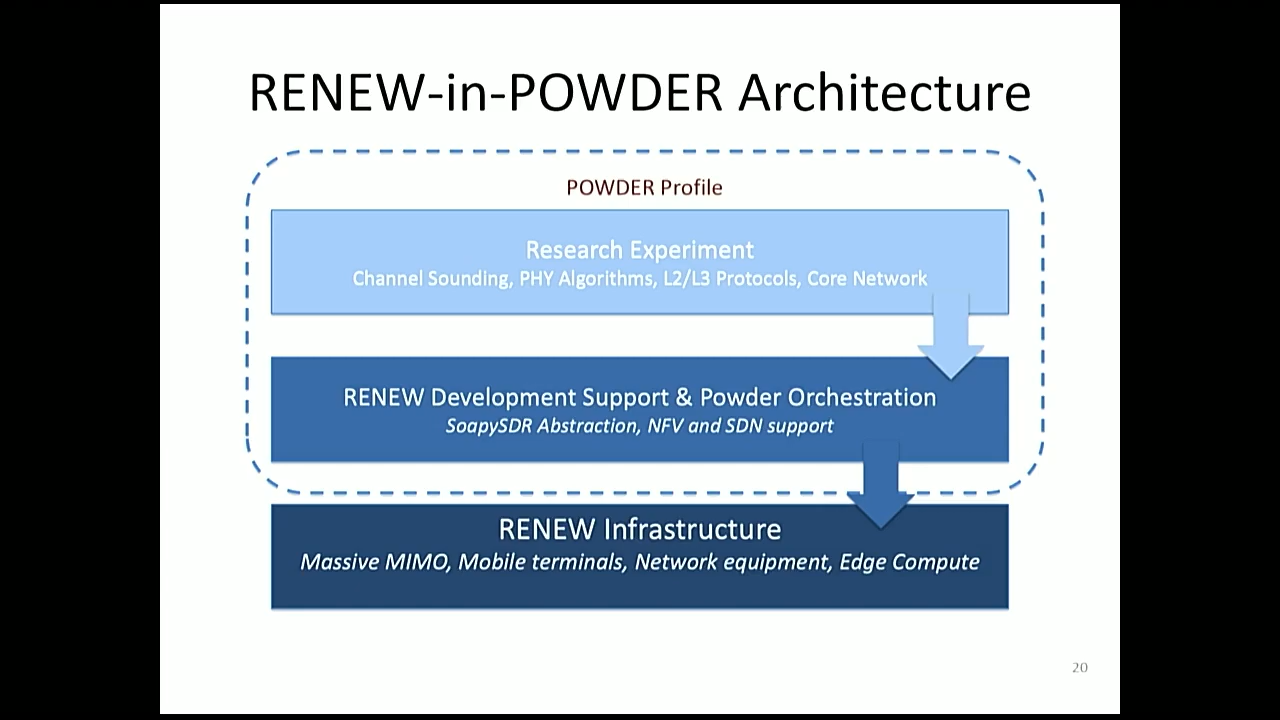 RENEW-in-POWDER Architecture
POWDER Profile
Research Experiment
Channel Sounding, PHY Algorithms, L2/L3 Protocols, Core Network
RENEW Development Support & Powder Orchestration
SoapySDR Abstraction, NFV and SDN support
RENEW Infrastructure
Massive MIMO, Mobile terminals, Network equipment, Edge Compute
20